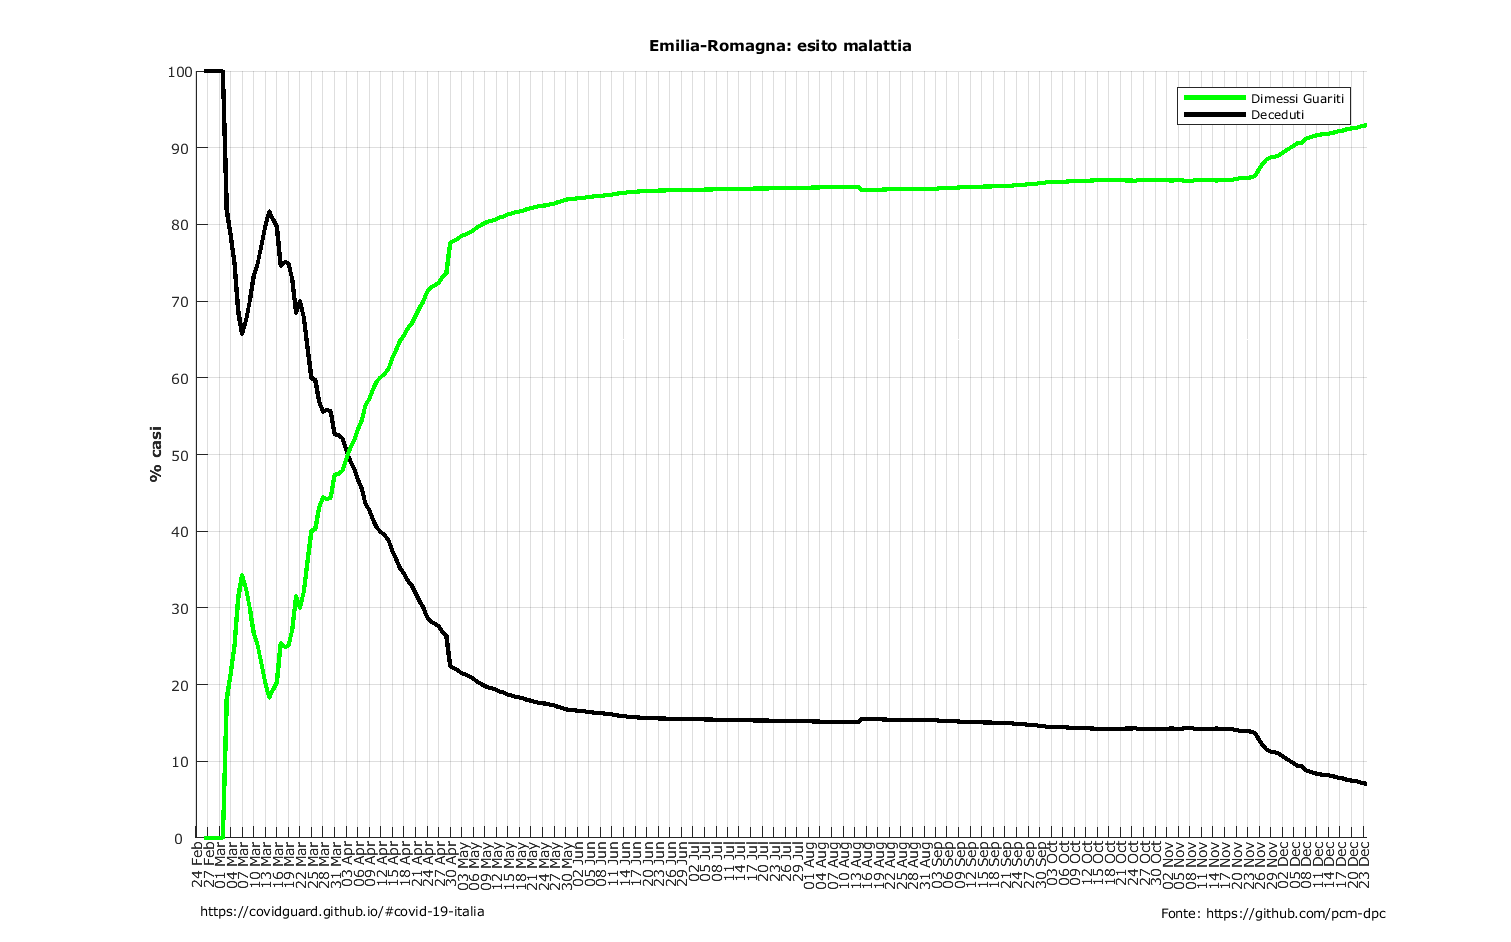 Emilia-Romagna: esito malattia
100
90
80
70
60
50
40
30
20
10
0
% casi
Dimessi Guariti
Deceduti
24 Feb
27 Feb
01 Mar
04 Mar
07 Mar
10 Mar
13 Mar
16 Mar
19 Mar
22 Mar
25 Mar
28 Mar
31 Mar
03 Apr
06 Apr
09 Apr
12 Apr
15 Apr
18 Apr
21 Apr
24 Apr
27 Apr
30 Apr
03 May
06 May
09 May
12 May
15 May
18 May
21 May
24 May
27 May
30 May
02 Jun
05 Jun
08 Jun
11 Jun
14 Jun
17 Jun
20 Jun
23 Jun
26 Jun
29 Jun
02 Jul
05 Jul
08 Jul
11 Jul
14 Jul
17 Jul
20 Jul
23 Jul
26 Jul
29 Jul
01 Aug
04 Aug
07 Aug
10 Aug
13 Aug
16 Aug
19 Aug
22 Aug
25 Aug
28 Aug
31 Aug
03 Sep
06 Sep
09 Sep
12 Sep
15 Sep
18 Sep
21 Sep
24 Sep
27 Sep
30 Sep
03 Oct
06 Oct
09 Oct
12 Oct
15 Oct
18 Oct
21 Oct
24 Oct
27 Oct
30 Oct
02 Nov
05 Nov
08 Nov
11 Nov
14 Nov
17 Nov
20 Nov
23 Nov
26 Nov
29 Nov
02 Dec
05 Dec
08 Dec
11 Dec
14 Dec
17 Dec
20 Dec
23 Dec
https://covidguard.github.io/#covid-19-italia
Fonte: https://github.com/pcm-dpc